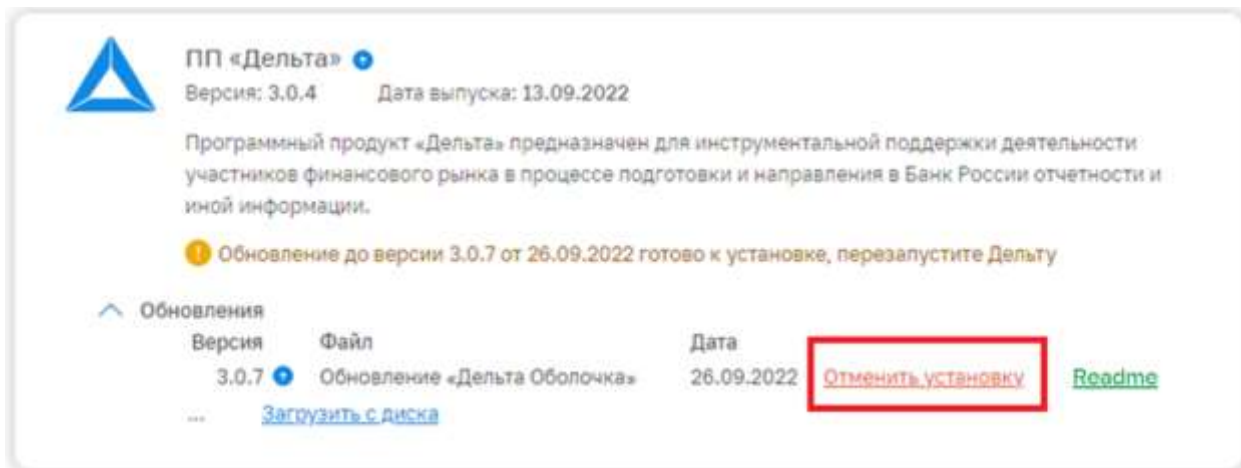 ПП «Дельта»
Версия: 3.0.4 Дата выпуска: 13.09.2022
Программный продукт «Дельта» предназначен для инструментальной поддержки деятельности
участников финансового рынка в процессе подготовки и направления в Банк России отчетности и
иной информации.
Обновление до версии 3.0.7 от 26.09.2022 готово к установке, перезапустите Дельту
Обновления
Версия Файл Дата
3.0.7 Обновление «Дельта Оболочка» 26.09.2022 Отменить установку Readme
... Загрузить с диска